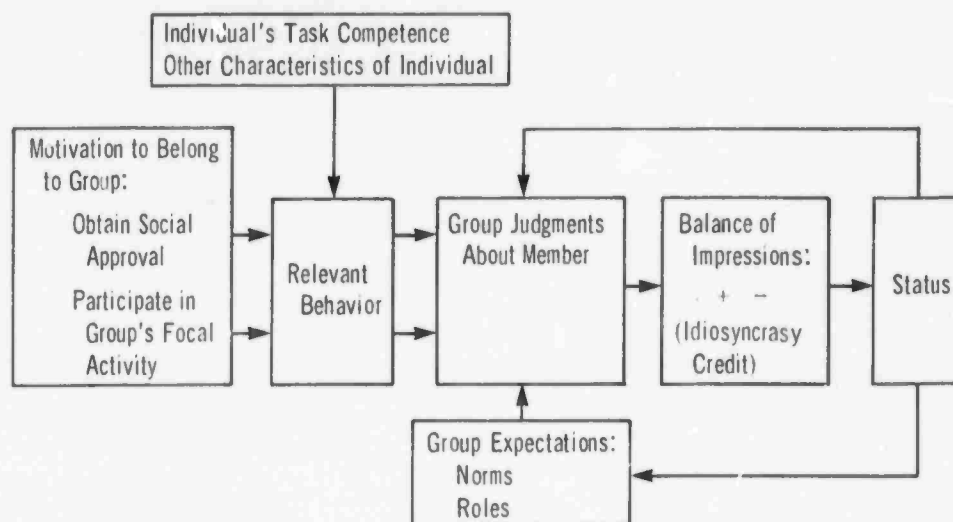 Individual's Task Competence
Other Characteristics of Individual
Motivation to Belong
to Group:
Obtain Social
Approval
Participate in
Group's Focal
Activity
Relevant
Behavior
Group Judgments
About Member
Balance of
Impressions:
+ -
(Idiosyncrasy
Credit)
Status
Group Expectations:
Norms
Roles